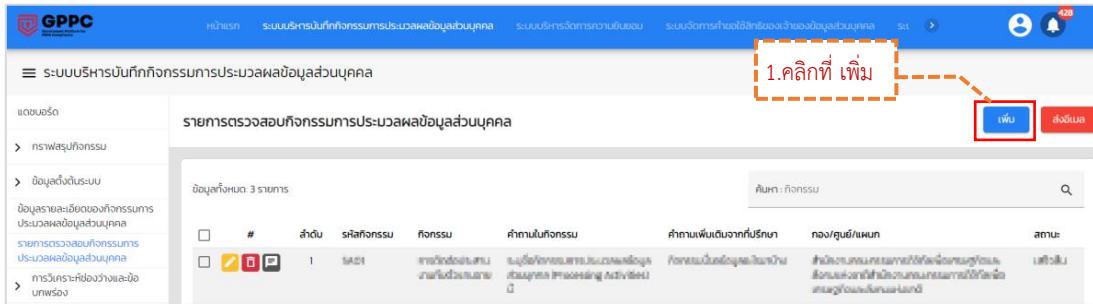 GPPC
Government Platform for PDPA Compliance
หน้าแรก ระบบบริหารบันทึกกิจกรรมการประมวลผลข้อมูลส่วนบุคคล ระบบบริหารจัดการความยินยอม ระบบจัดการคำขอใช้สิทธิของเจ้าของข้อมูลส่วนบุคคล ระ
428
ระบบบริหารบันทึกกิจกรรมการประมวลผลข้อมูลส่วนบุคคล
1.คลิกที่ เพิ่ม
แดชบอร์ด
รายการตรวจสอบกิจกรรมการประมวลผลข้อมูลส่วนบุคคล
เพิ่ม
ส่งอีเมล
กราฟสรุปกิจกรรม
ข้อมูลตั้งต้นระบบ
ข้อมูลรายละเอียดของกิจกรรมการ
ประมวลผลข้อมูลส่วนบุคคล
รายการตรวจสอบกิจกรรมการ
ประมวลผลข้อมูลส่วนบุคคล
การวิเคราะห์ช่องว่างและข้อ
บกพร่อง
ข้อมูลทั้งหมด: 3 รายการ
ค้นหา : กิจกรรม
# ลำดับ รหัสกิจกรรม กิจกรรม คำถามในกิจกรรม คำถามเพิ่มเติมจากที่ปรึกษา กอง/ศูนย์/แผนก สถานะ
1
เสร็จสิ้น